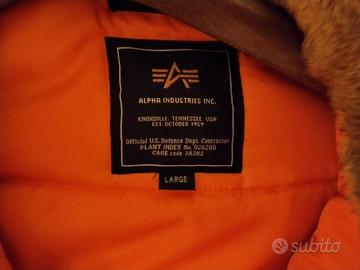 ALPHA INDUSTRIES INC.
KNOXVILLE, TENNESSEE USA
EST. OCTOBER 1959
Official U.S. Defense Dept. Contractor
PLANT INDEX No. 026200
CAGE CODE 3A382
LARGE
subito